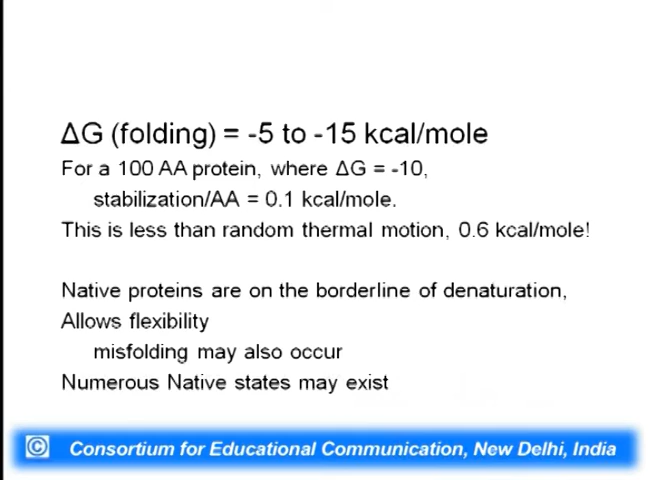 ΔG (folding) = -5 to -15 kcal/mole
For a 100 AA protein, where ΔG = -10,
stabilization/AA = 0.1 kcal/mole.
This is less than random thermal motion, 0.6 kcal/mole!
Native proteins are on the borderline of denaturation,
Allows flexibility
misfolding may also occur
Numerous Native states may exist
© Consortium for Educational Communication, New Delhi, India